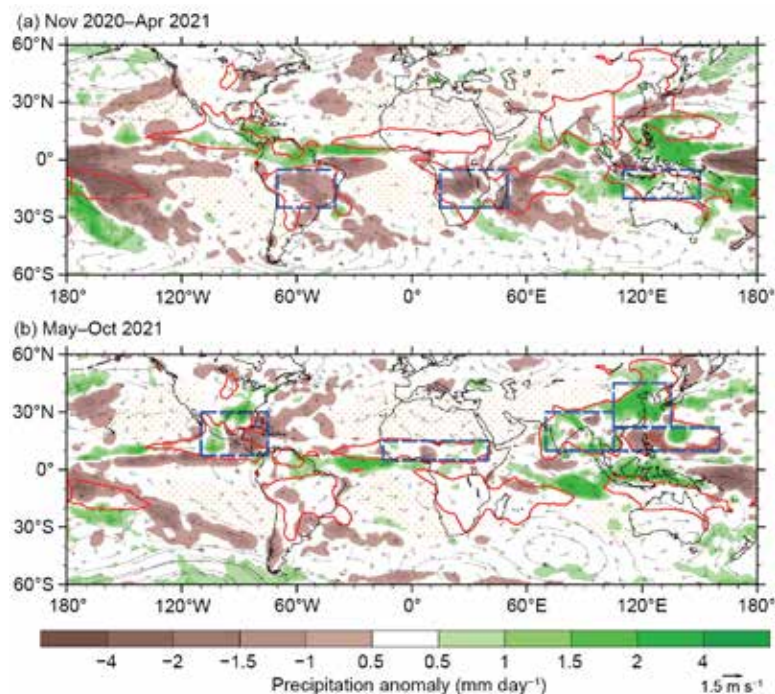 (a) Nov 2020–Apr 2021
60°N
30°N
0°
30°S
60°S
180° 120°W 60°W 0° 60°E 120°E 180°
(b) May–Oct 2021
60°N
30°N
0°
30°S
60°S
180° 120°W 60°W 0° 60°E 120°E 180°
−4 −2 −1.5 −1 0.5 0.5 1 1.5 2 4
Precipitation anomaly (mm day⁻¹) 1.5 m s⁻¹